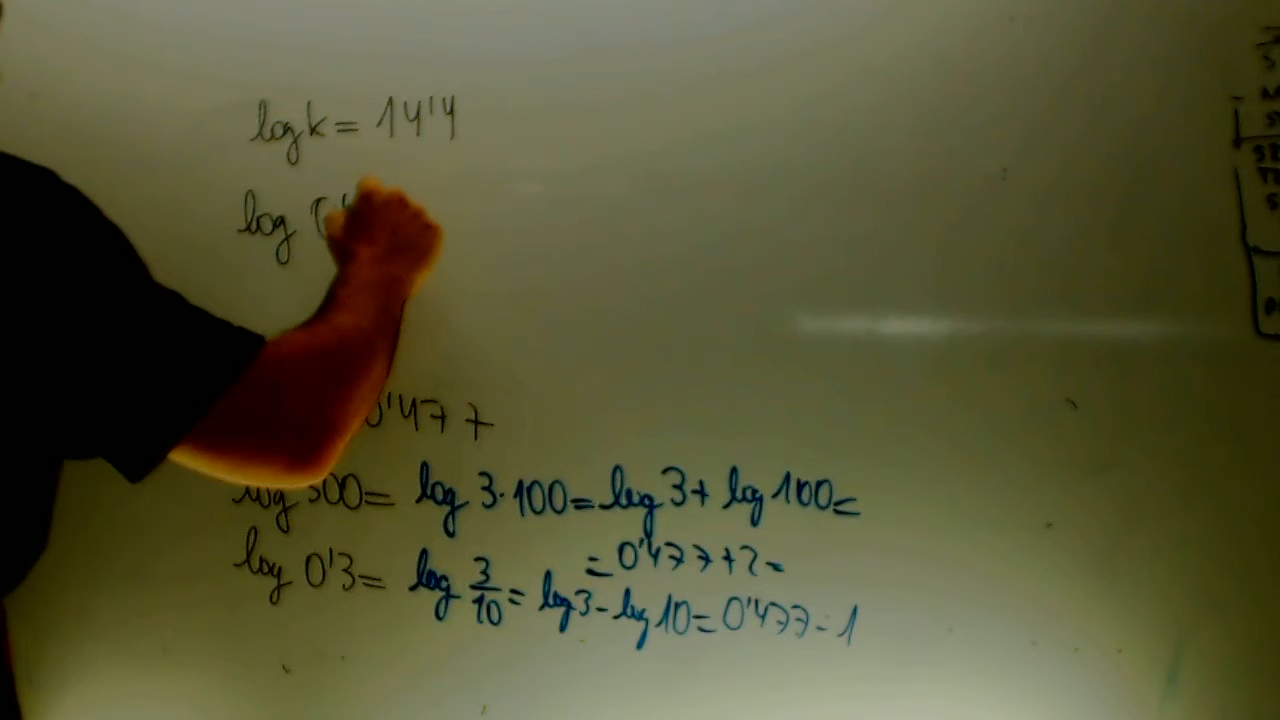 log k = 14'4
log
0'477
log 300 = log 3·100 = log 3 + log 100 =
= 0'477 + 2 =
log 0'3 = log 3/10 = log 3 - log 10 = 0'477 - 1